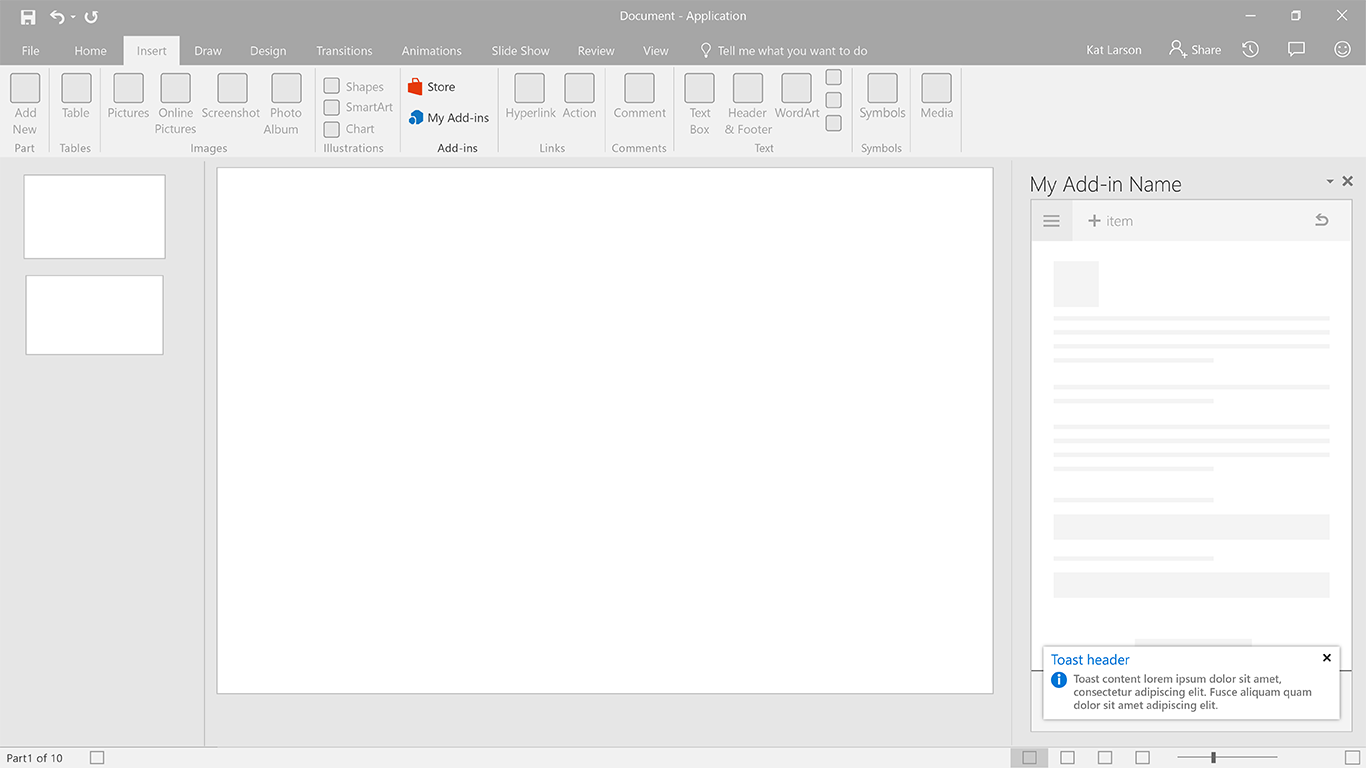 Document - Application
File Home Insert Draw Design Transitions Animations Slide Show Review View Tell me what you want to do Kat Larson Share
Add New
Part
Table
Tables
Pictures
Online Pictures
Screenshot
Photo Album
Images
Shapes
SmartArt
Chart
Illustrations
Store
My Add-ins
Add-ins
Hyperlink
Action
Links
Comment
Comments
Text Box
Header & Footer
WordArt
Text
Symbols
Symbols
Media
My Add-in Name
item
Toast header
Toast content lorem ipsum dolor sit amet,
consectetur adipiscing elit. Fusce aliquam quam
dolor sit amet adipiscing elit.
Part1 of 10